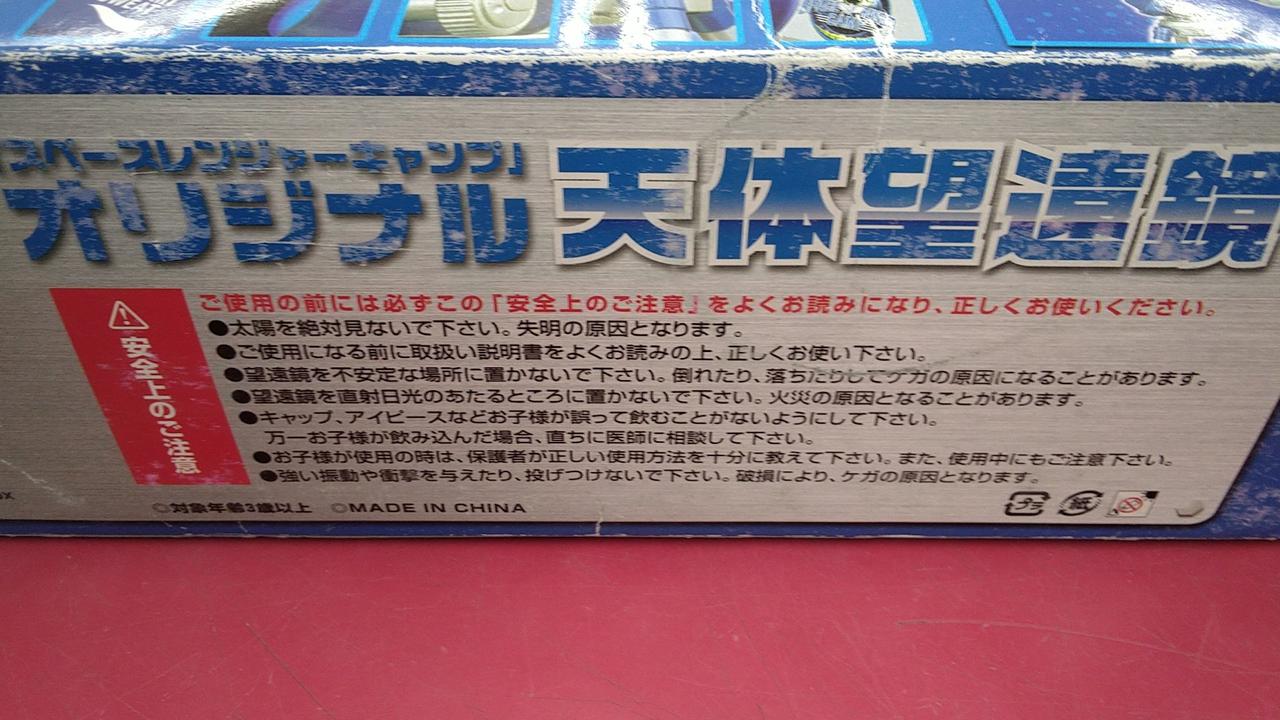 「スペースレンジャーキャンプ」
オリジナル 天体望遠鏡
ご使用の前には必ずこの「安全上のご注意」をよくお読みになり、正しくお使いください。
安全上のご注意
●太陽を絶対見ないで下さい。失明の原因となります。
●ご使用になる前に取扱い説明書をよくお読みの上、正しくお使い下さい。
●望遠鏡を不安定な場所に置かないで下さい。倒れたり、落ちたりしてケガの原因になることがあります。
●望遠鏡を直射日光のあたるところに置かないで下さい。火災の原因となることがあります。
●キャップ、アイピースなどお子様が誤って飲むことがないようにして下さい。
万一お子様が飲み込んだ場合、直ちに医師に相談して下さい。
●お子様が使用の時は、保護者が正しい使用方法を十分に教えて下さい。また、使用中にもご注意下さい。
●強い振動や衝撃を与えたり、投げつけないで下さい。破損により、ケガの原因となります。
◎対象年齢3歳以上 ◎MADE IN CHINA
プラ 紙